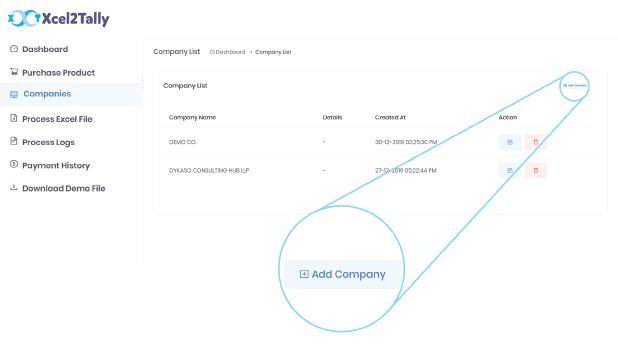 Xcel2Tally
Dashboard
Purchase Product
Companies
Process Excel File
Process Logs
Payment History
Download Demo File
Company List Dashboard > Company List
Company List Add Company
Company Name Details Created At Action
DEMO CO. - 30-12-2019 02:25:30 PM
DYKASO CONSULTING HUB LLP - 27-12-2019 05:22:44 PM
Add Company